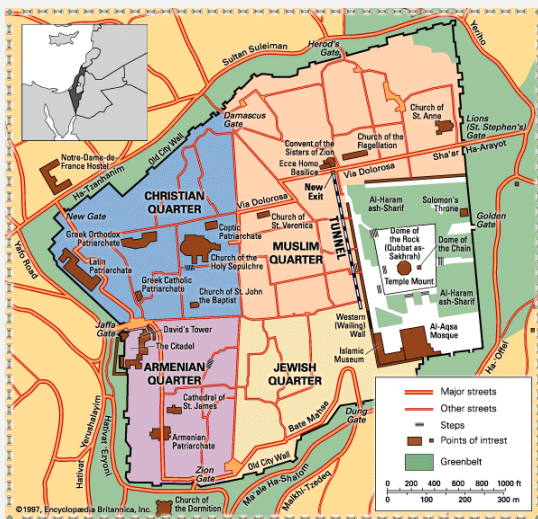 Sultan Suleiman
Herod's
Gate
Yeriho
Damascus
Gate
Church of
St. Anne
Lions
(St. Stephen's)
Gate
Convent of the
Sisters of Zion
Church of the
Flagellation
Ecce Homo
Basilica
Sha'ar Ha-Arayot
Via Dolorosa
Notre-Dame-de-
France Hostel
Old City Wall
Ha-Tzanhanim
New
Exit
CHRISTIAN
QUARTER
Via Dolorosa
Al-Haram
ash-Sharif
Solomon's
Throne
New Gate
Golden
Gate
Greek Orthodox
Patriarchate
Coptic
Patriarchate
Church of
St. Veronica
TUNNEL
Dome of
the Rock
(Qubbat as-
Sakhrah)
Dome of
the Chain
MUSLIM
QUARTER
Yafo Road
Latin
Patriarchate
Church of the
Holy Sepulchre
Temple Mount
Greek Catholic
Patriarchate
Church of St. John
the Baptist
Al-Haram
ash-Sharif
Jaffa
Gate
David's Tower
The Citadel
Western
(Wailing)
Wall
Al-Aqsa
Mosque
Islamic
Museum
Ha-'Ofel
ARMENIAN
QUARTER
JEWISH
QUARTER
Cathedral of
St. James
Bate Mahse
Dung
Gate
Armenian
Patriarchate
Hativat Yerushalayim
Hativat 'Ezyoni
Zion
Gate
Old City Wall
Ma'ale Ha-Shalom
Malkhi-Tzedeq
Church of
the Dormition
Major streets
Other streets
Steps
Points of intrest
Greenbelt
0 200 400 600 800 1000 ft
0 100 200 300 m
©1997, Encyclopædia Britannica, Inc.